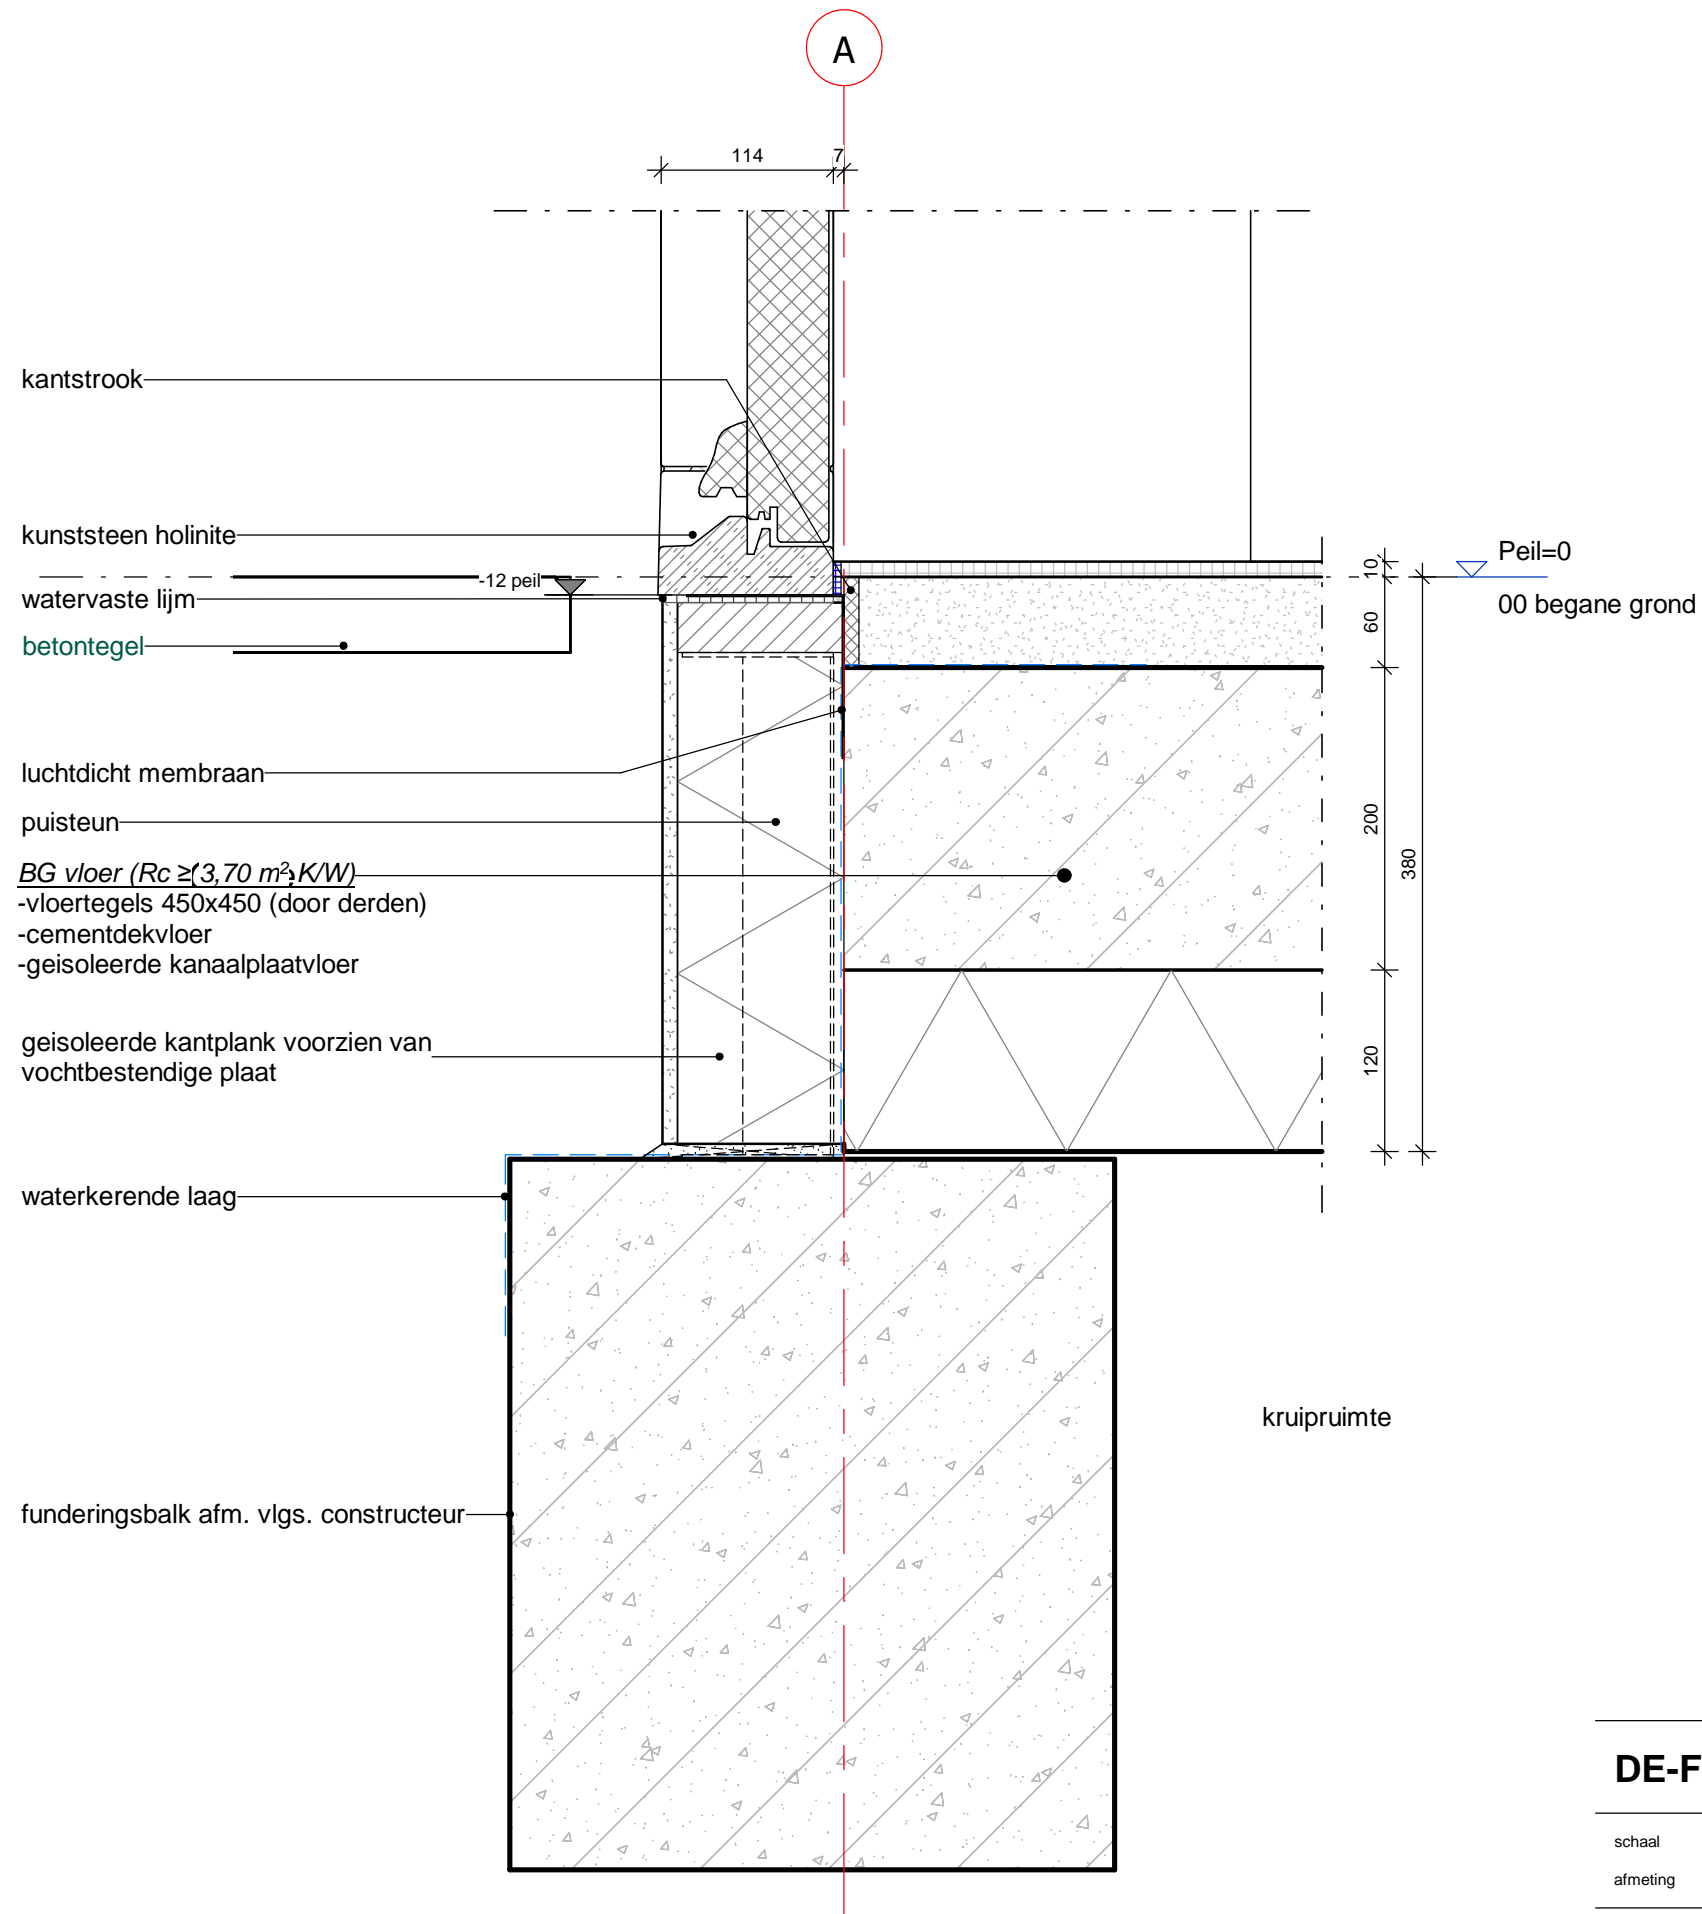 A
114
7
kantstrook
kunststeen holinite
-12 peil
watervaste lijm
betontegel
Peil=0
00 begane grond
10
60
200
380
120
luchtdicht membraan
puisteun
BG vloer (Rc ≥ 3,70 m².K/W)
-vloertegels 450x450 (door derden)
-cementdekvloer
-geisoleerde kanaalplaatvloer
geisoleerde kantplank voorzien van
vochtbestendige plaat
waterkerende laag
kruipruimte
funderingsbalk afm. vlgs. constructeur
DE-F
schaal
afmeting